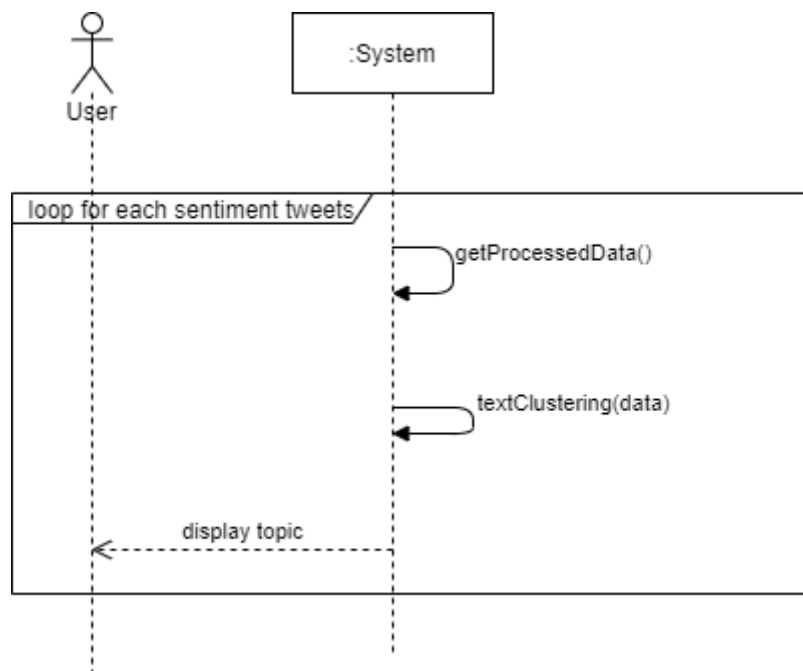 :System
User
loop for each sentiment tweets
getProcessedData()
textClustering(data)
display topic